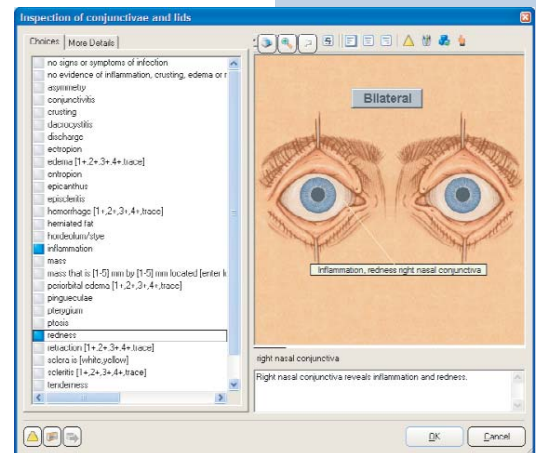 Inspection of conjunctivae and lids
Choices
More Details
no signs or symptoms of infection
no evidence of inflammation, crusting, edema or r
asymmetry
conjunctivitis
crusting
dacrocystitis
discharge
ectropion
edema [1+,2+,3+,4+,trace]
entropion
epicanthus
episcleritis
hemorrhage [1+,2+,3+,4+,trace]
herniated fat
hordeolum/stye
inflammation
mass
mass that is [1-5] mm by [1-5] mm located [enter l
periorbital edema [1+,2+,3+,4+,trace]
pingueculae
pterygium
ptosis
redness
retraction [1+,2+,3+,4+,trace]
sclera is [white,yellow]
scleritis [1+,2+,3+,4+,trace]
tenderness
Bilateral
Inflammation, redness right nasal conjunctiva
right nasal conjunctiva
Right nasal conjunctiva reveals inflammation and redness.
OK
Cancel